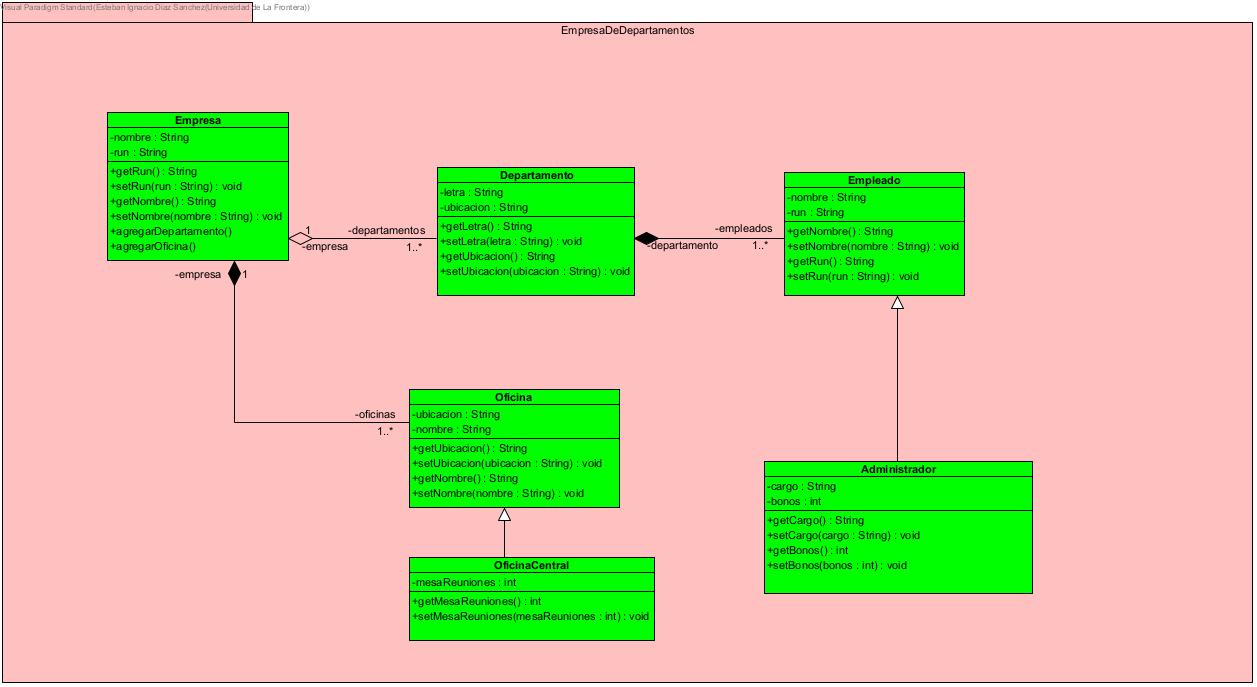 Visual Paradigm Standard(Esteban Ignacio Diaz Sanchez(Universidad de La Frontera))
EmpresaDeDepartamentos
Empresa
-nombre : String
-run : String
+getRun() : String
+setRun(run : String) : void
+getNombre() : String
+setNombre(nombre : String) : void
+agregarDepartamento()
+agregarOficina()
1
-empresa
-departamentos
1..*
Departamento
-letra : String
-ubicacion : String
+getLetra() : String
+setLetra(letra : String) : void
+getUbicacion() : String
+setUbicacion(ubicacion : String) : void
-departamento
-empleados
1..*
Empleado
-nombre : String
-run : String
+getNombre() : String
+setNombre(nombre : String) : void
+getRun() : String
+setRun(run : String) : void
-empresa
1
-oficinas
1..*
Oficina
-ubicacion : String
-nombre : String
+getUbicacion() : String
+setUbicacion(ubicacion : String) : void
+getNombre() : String
+setNombre(nombre : String) : void
Administrador
-cargo : String
-bonos : int
+getCargo() : String
+setCargo(cargo : String) : void
+getBonos() : int
+setBonos(bonos : int) : void
OficinaCentral
-mesaReuniones : int
+getMesaReuniones() : int
+setMesaReuniones(mesaReuniones : int) : void